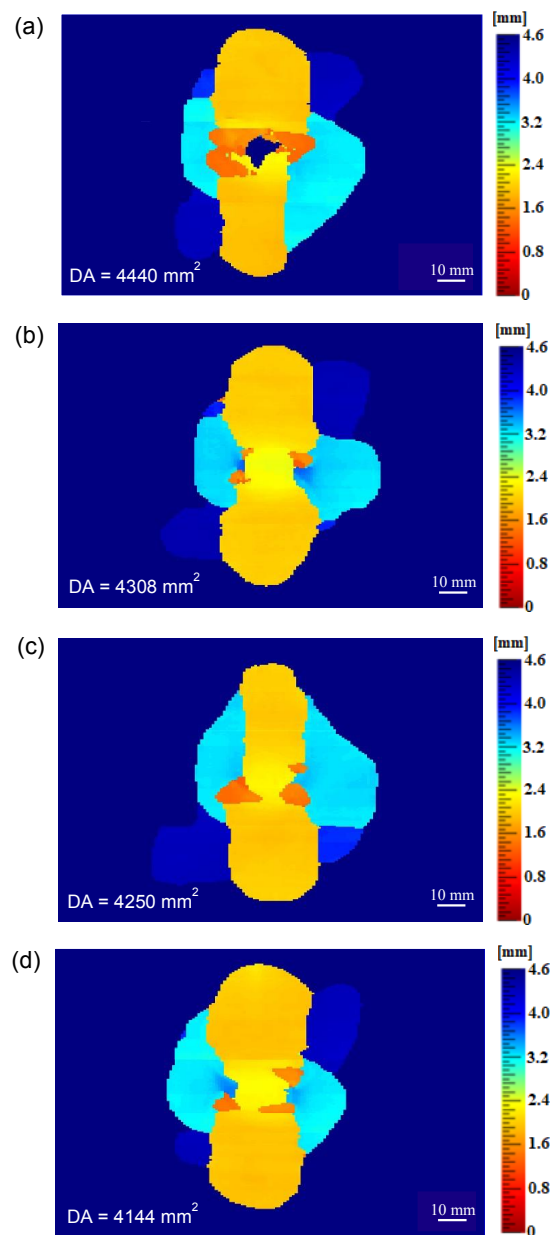 (a)
[mm]
4.6
4.0
3.2
2.4
1.6
0.8
0
DA = 4440 mm²
10 mm
(b)
[mm]
4.6
4.0
3.2
2.4
1.6
0.8
0
DA = 4308 mm²
10 mm
(c)
[mm]
4.6
4.0
3.2
2.4
1.6
0.8
0
DA = 4250 mm²
10 mm
(d)
[mm]
4.6
4.0
3.2
2.4
1.6
0.8
0
DA = 4144 mm²
10 mm